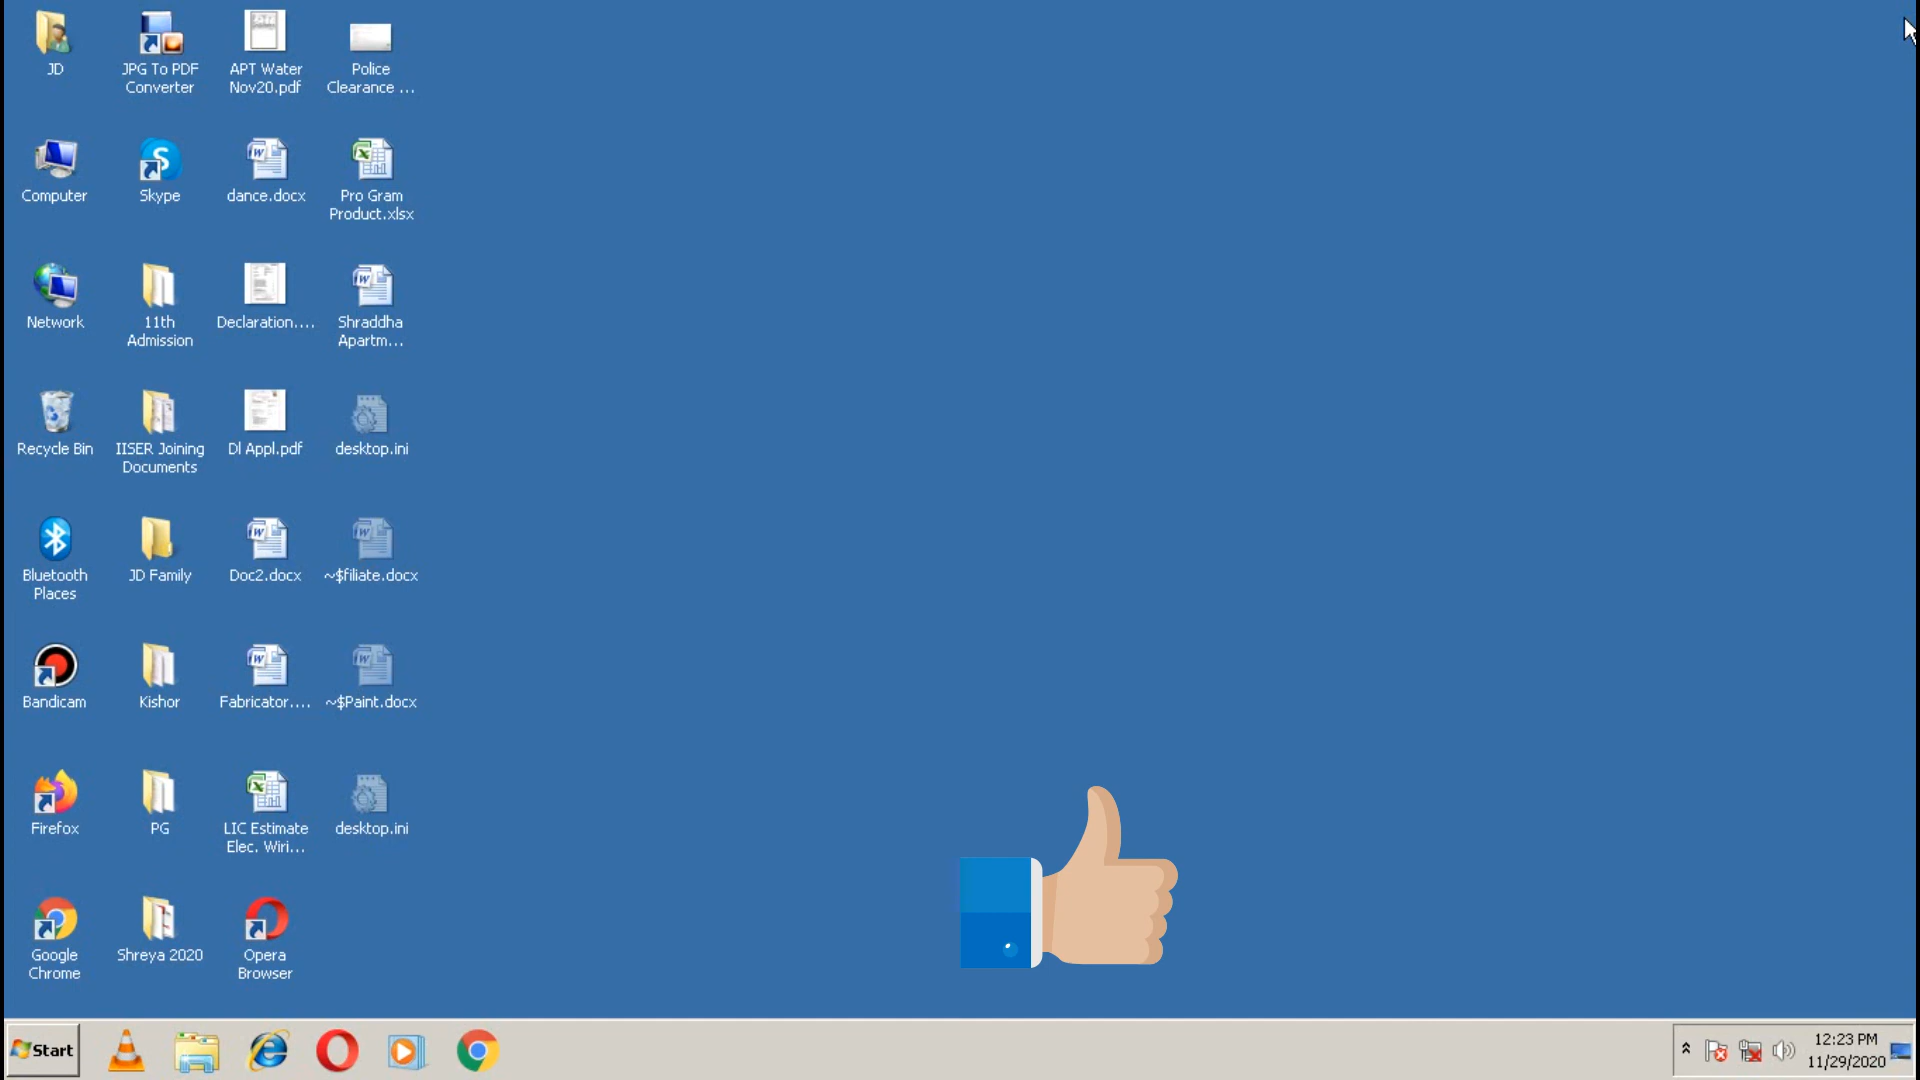 JD
JPG To PDF
Converter
APT Water
Nov20.pdf
Police
Clearance ...
Computer
Skype
dance.docx
Pro Gram
Product.xlsx
Network
11th
Admission
Declaration....
Shraddha
Apartm...
Recycle Bin
IISER Joining
Documents
Dl Appl.pdf
desktop.ini
Bluetooth
Places
JD Family
Doc2.docx
~$filiate.docx
Bandicam
Kishor
Fabricator....
~$Paint.docx
Firefox
PG
LIC Estimate
Elec. Wiri...
desktop.ini
Google
Chrome
Shreya 2020
Opera
Browser
Start
12:23 PM
11/29/2020